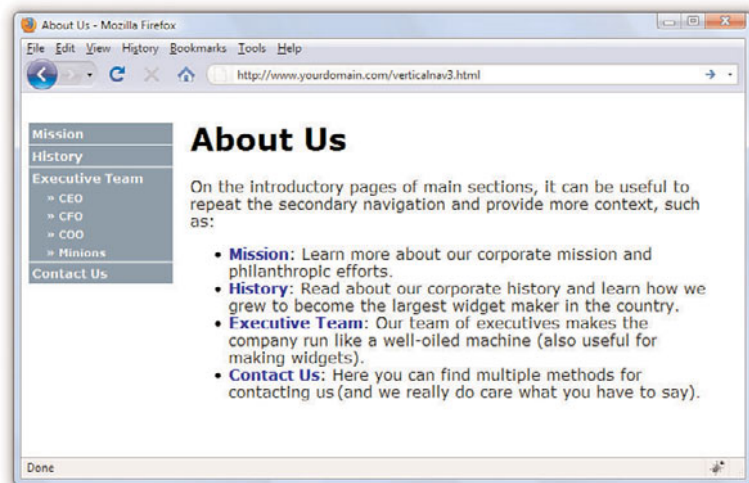 About Us - Mozilla Firefox
File Edit View History Bookmarks Tools Help
http://www.yourdomain.com/verticalnav3.html
Mission
History
Executive Team
» CEO
» CFO
» COO
» Minions
Contact Us
About Us
On the introductory pages of main sections, it can be useful to
repeat the secondary navigation and provide more context, such
as:
• Mission: Learn more about our corporate mission and
philanthropic efforts.
• History: Read about our corporate history and learn how we
grew to become the largest widget maker in the country.
• Executive Team: Our team of executives makes the
company run like a well-oiled machine (also useful for
making widgets).
• Contact Us: Here you can find multiple methods for
contacting us (and we really do care what you have to say).
Done